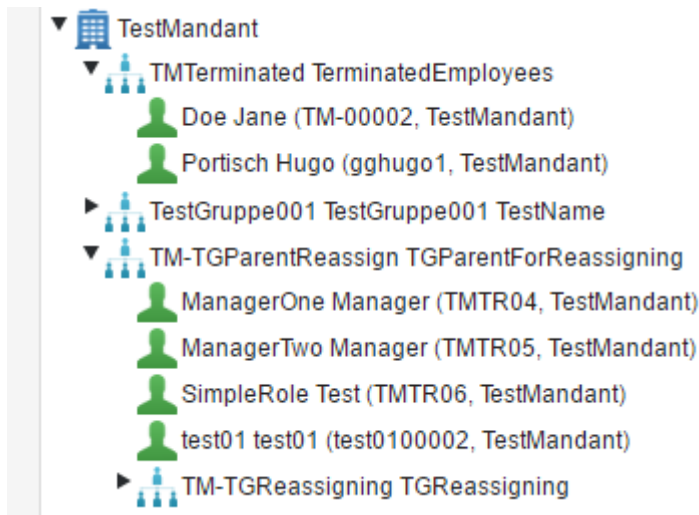 TestMandant
TMTerminated TerminatedEmployees
Doe Jane (TM-00002, TestMandant)
Portisch Hugo (gghugo1, TestMandant)
TestGruppe001 TestGruppe001 TestName
TM-TGParentReassign TGParentForReassigning
ManagerOne Manager (TMTR04, TestMandant)
ManagerTwo Manager (TMTR05, TestMandant)
SimpleRole Test (TMTR06, TestMandant)
test01 test01 (test0100002, TestMandant)
TM-TGReassigning TGReassigning